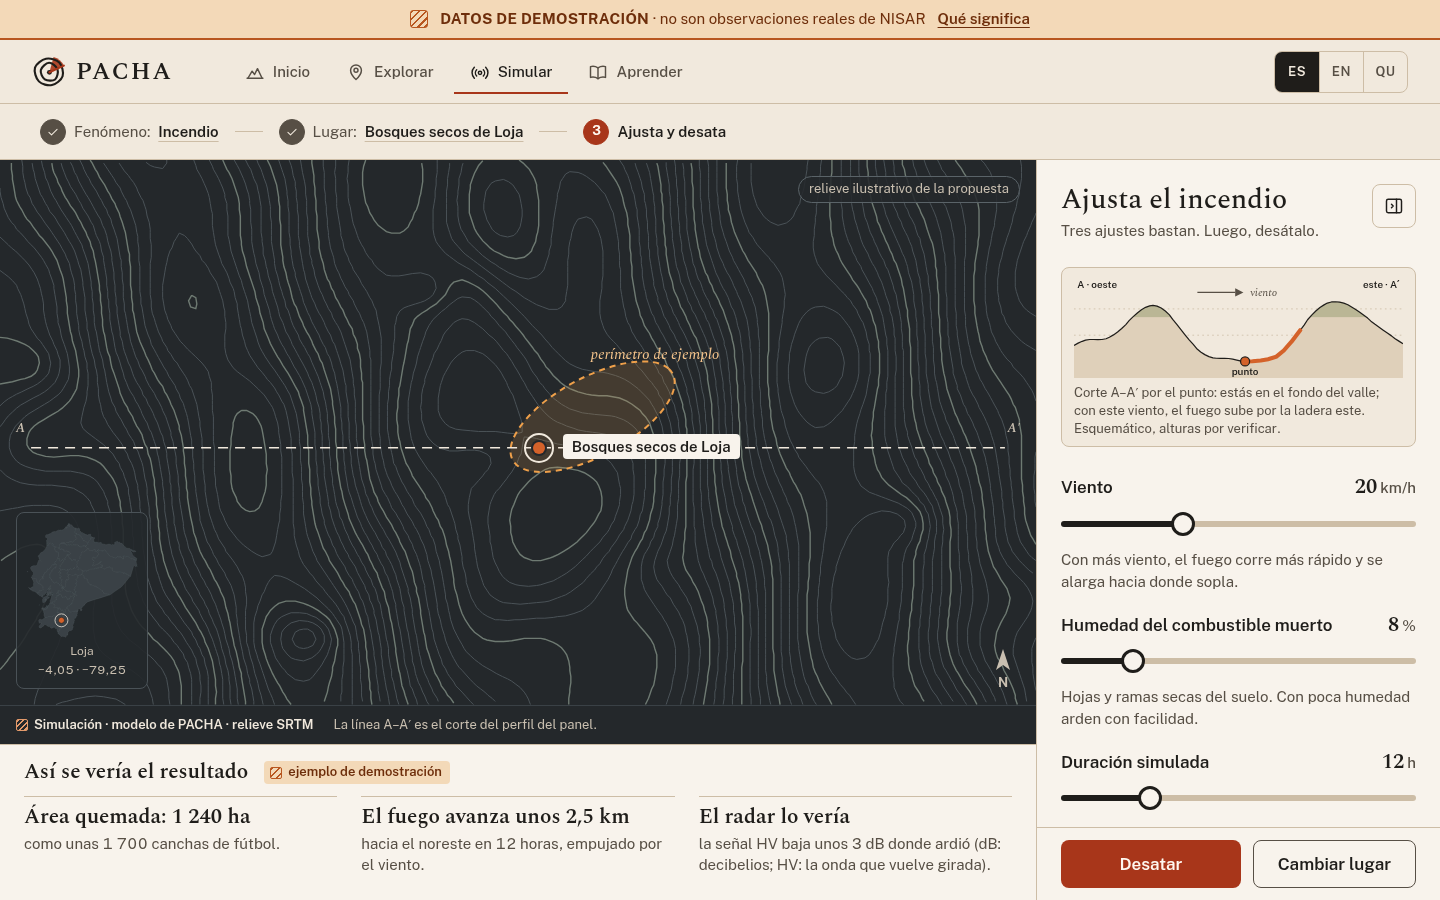 DATOS DE DEMOSTRACIÓN · no son observaciones reales de NISAR Qué significa
PACHA
Inicio
Explorar
Simular
Aprender
ES
EN
QU
Fenómeno: Incendio
Lugar: Bosques secos de Loja
3
Ajusta y desata
relieve ilustrativo de la propuesta
perímetro de ejemplo
A
A′
Bosques secos de Loja
Loja
−4,05 · −79,25
N
Simulación · modelo de PACHA · relieve SRTM
La línea A–A′ es el corte del perfil del panel.
Así se vería el resultado
ejemplo de demostración
Área quemada: 1 240 ha
como unas 1 700 canchas de fútbol.
El fuego avanza unos 2,5 km
hacia el noreste en 12 horas, empujado por
el viento.
El radar lo vería
la señal HV baja unos 3 dB donde ardió (dB:
decibelios; HV: la onda que vuelve girada).
Ajusta el incendio
Tres ajustes bastan. Luego, desátalo.
A · oeste
viento
este · A′
punto
Corte A–A′ por el punto: estás en el fondo del valle;
con este viento, el fuego sube por la ladera este.
Esquemático, alturas por verificar.
Viento
20 km/h
Con más viento, el fuego corre más rápido y se
alarga hacia donde sopla.
Humedad del combustible muerto
8 %
Hojas y ramas secas del suelo. Con poca humedad
arden con facilidad.
Duración simulada
12 h
Desatar
Cambiar lugar